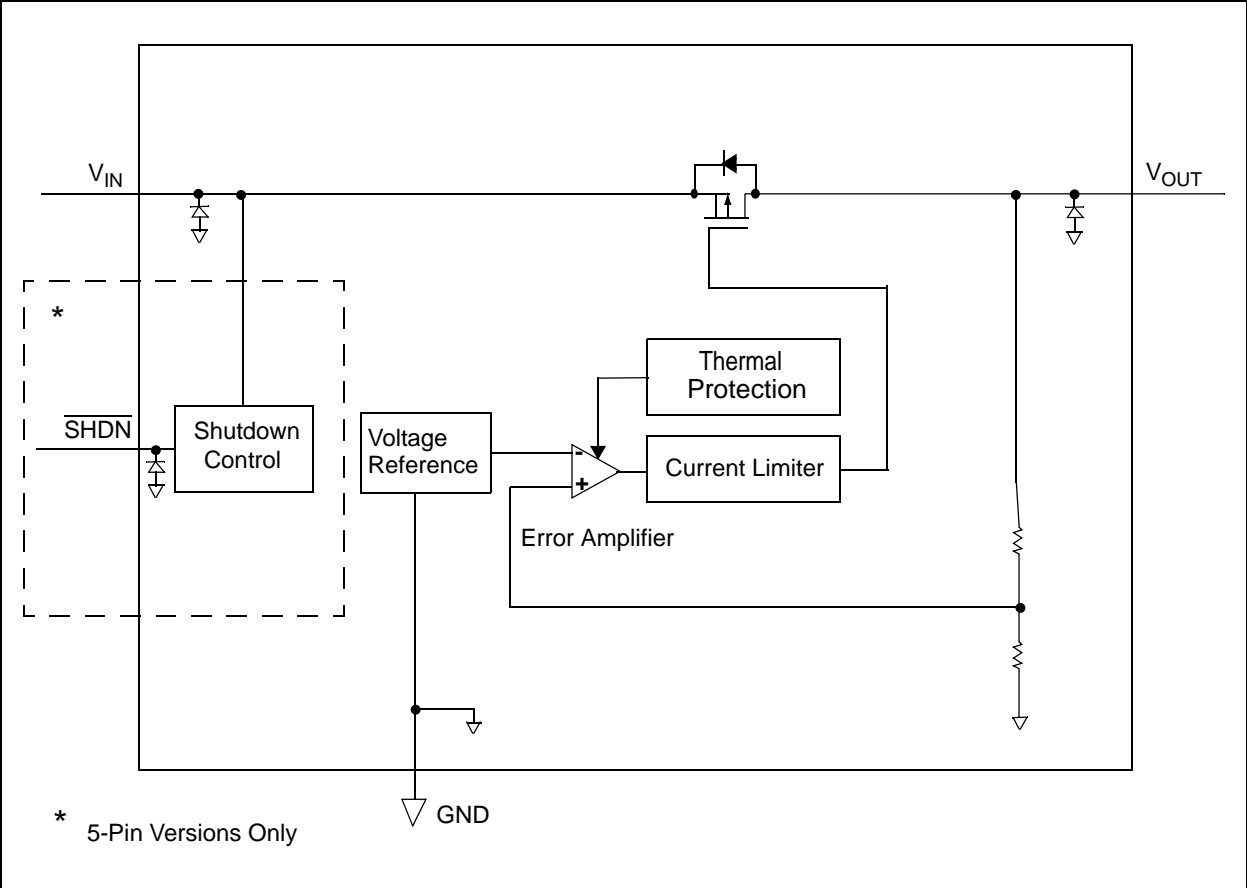 VIN
VOUT
*
Thermal
Protection
SHDN
Shutdown
Control
Voltage
Reference
-
+
Current Limiter
Error Amplifier
GND
* 5-Pin Versions Only